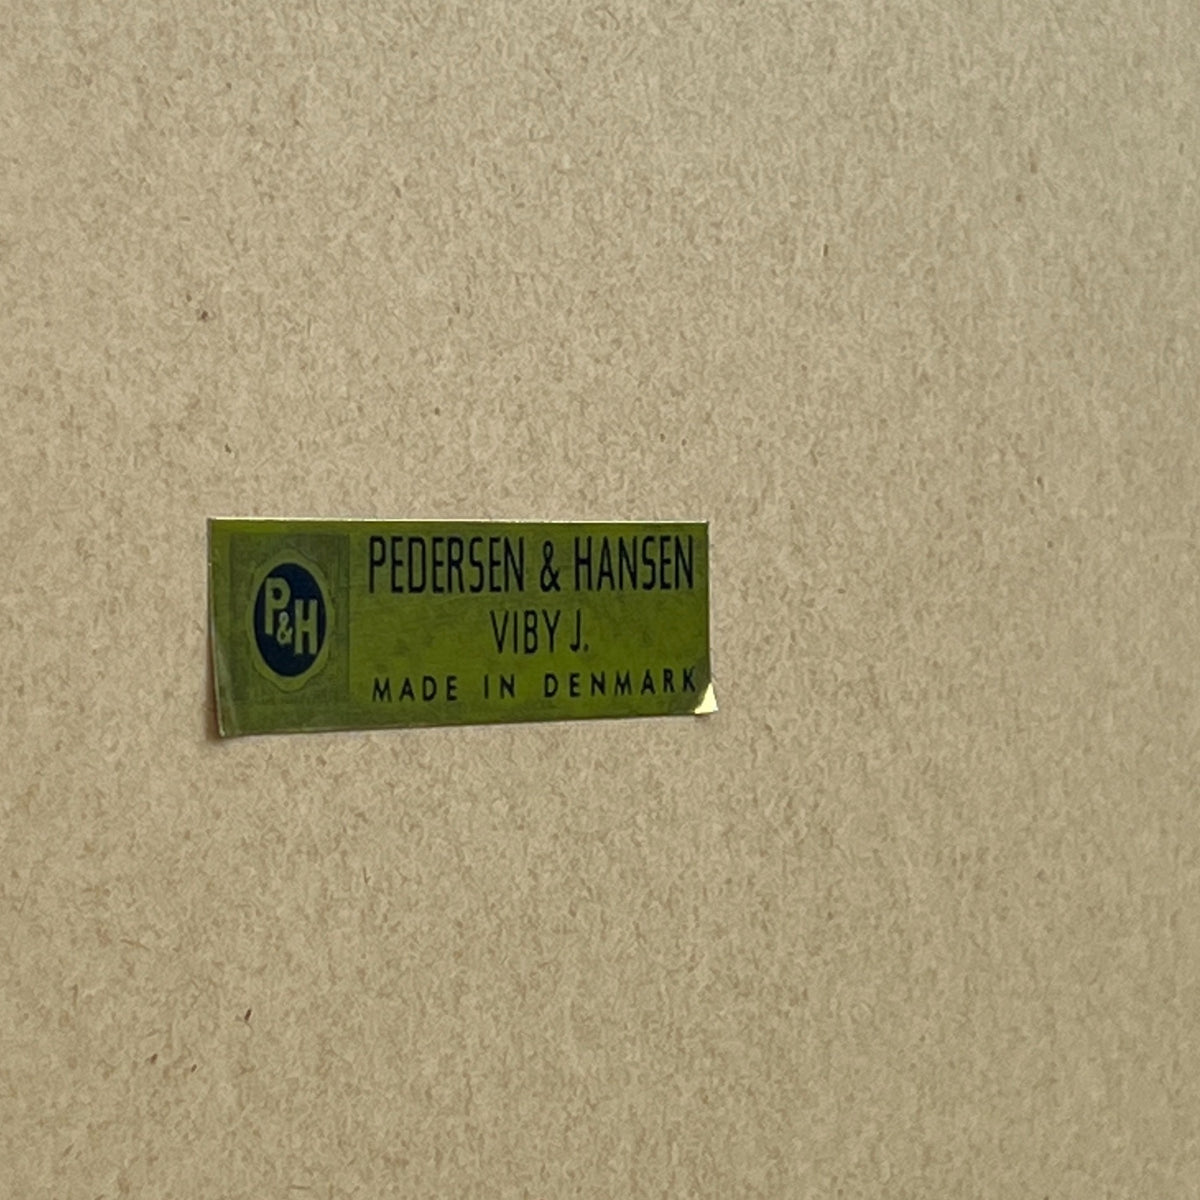 P&H
PEDERSEN & HANSEN
VIBY J.
MADE IN DENMARK